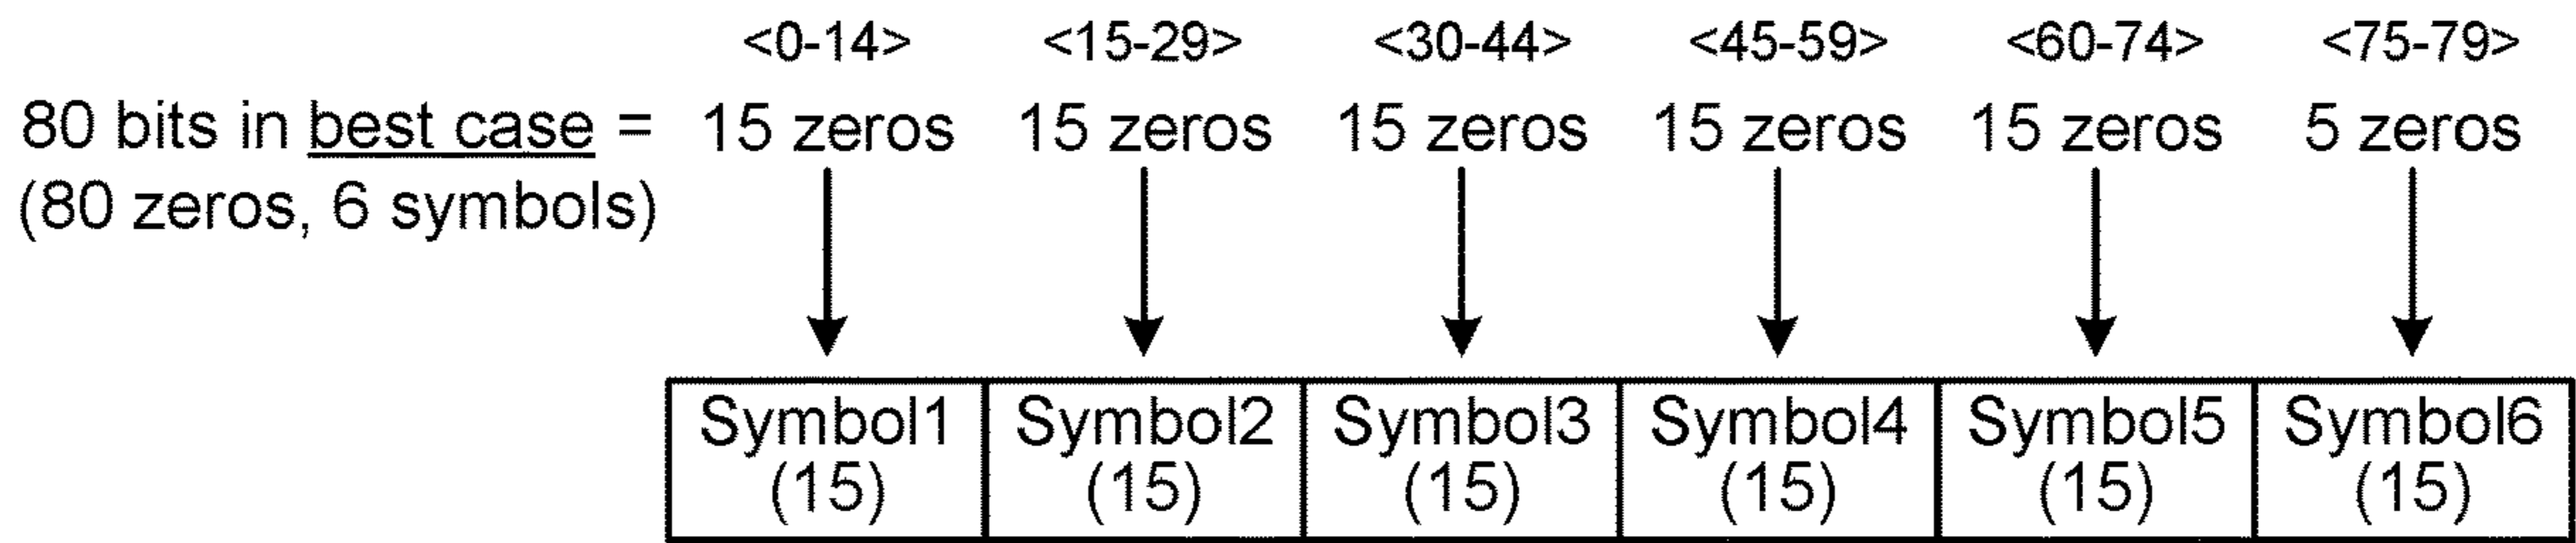 <0-14> <15-29> <30-44> <45-59> <60-74> <75-79>
80 bits in best case = 15 zeros 15 zeros 15 zeros 15 zeros 15 zeros 5 zeros
(80 zeros, 6 symbols)
Symbol1 Symbol2 Symbol3 Symbol4 Symbol5 Symbol6
(15) (15) (15) (15) (15) (15)